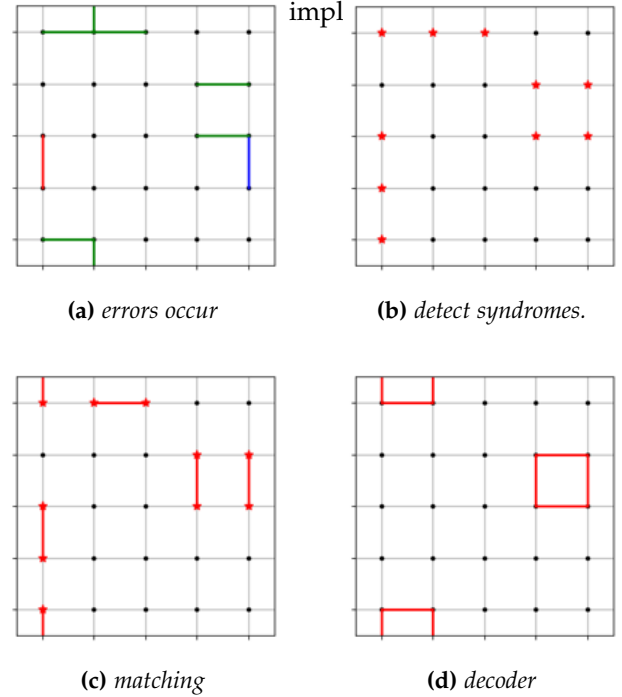 impl
(a) errors occur
(b) detect syndromes.
(c) matching
(d) decoder